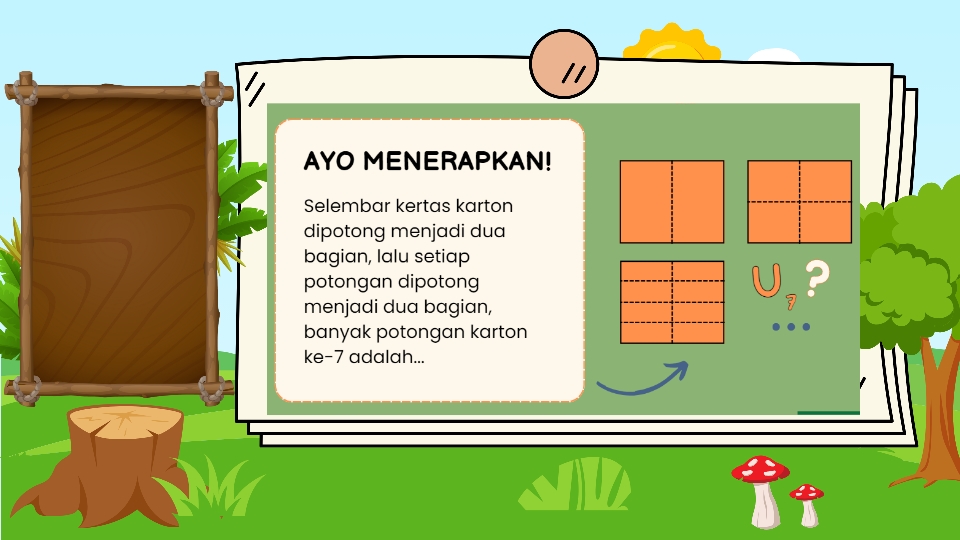 AYO MENERAPKAN!
Selembar kertas karton
dipotong menjadi dua
bagian, lalu setiap
potongan dipotong
menjadi dua bagian,
banyak potongan karton
ke-7 adalah...
U₇ ?
...